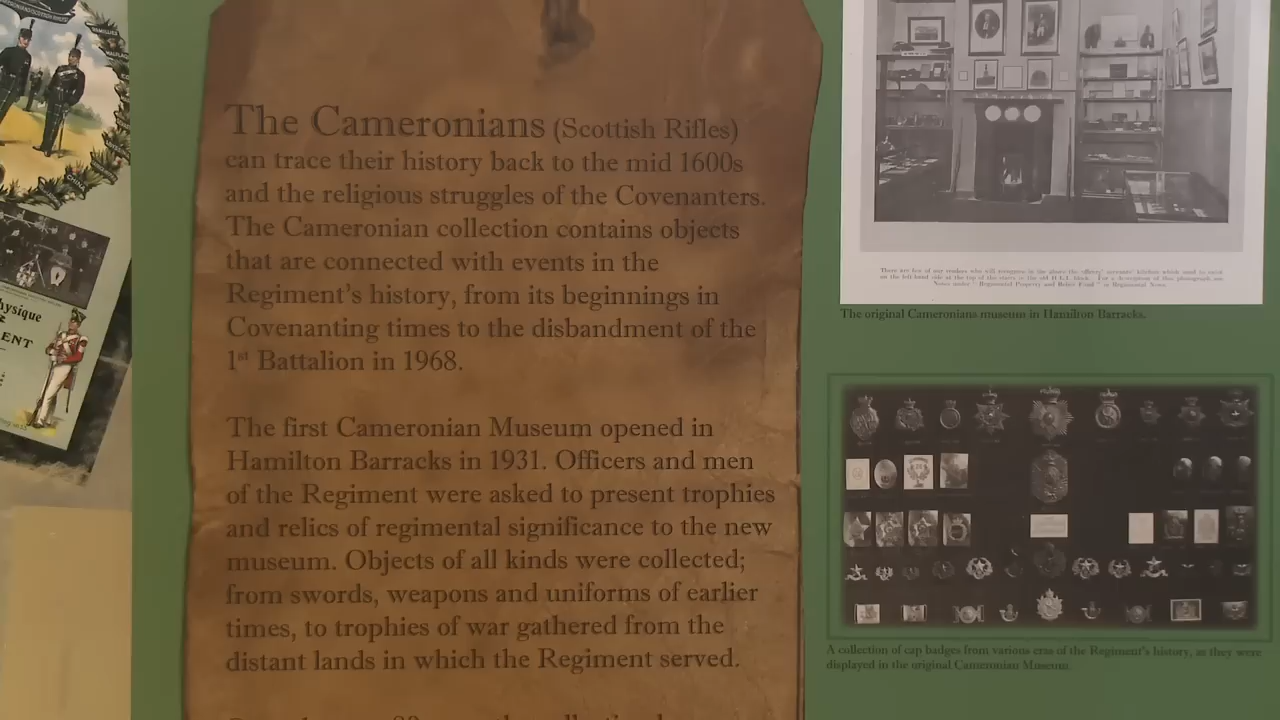 The Cameronians (Scottish Rifles)
can trace their history back to the mid 1600s
and the religious struggles of the Covenanters.
The Cameronian collection contains objects
that are connected with events in the
Regiment's history, from its beginnings in
Covenanting times to the disbandment of the
1st Battalion in 1968.
The first Cameronian Museum opened in
Hamilton Barracks in 1931. Officers and men
of the Regiment were asked to present trophies
and relics of regimental significance to the new
museum. Objects of all kinds were collected;
from swords, weapons and uniforms of earlier
times, to trophies of war gathered from the
distant lands in which the Regiment served.
The original Cameronians museum in Hamilton Barracks.
A collection of cap badges from various eras of the Regiment's history, as they were
displayed in the original Cameronian Museum.
CHINA
hysique
ENT